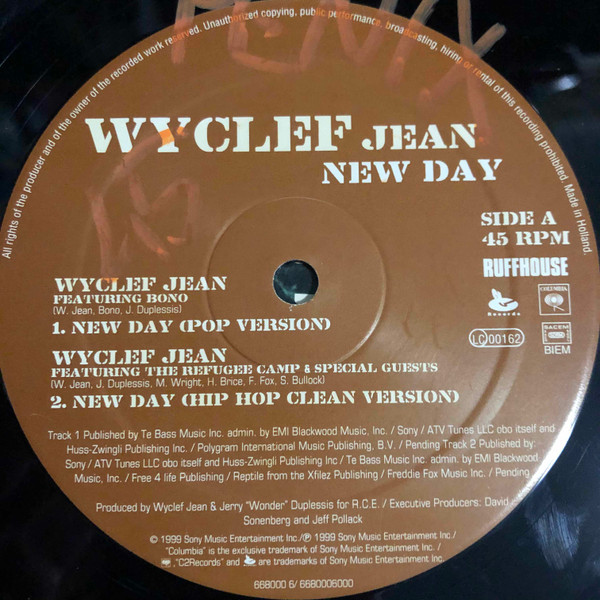 All rights of the producer and of the owner of the recorded work reserved. Unauthorized copying, public performance, broadcasting, hiring or rental of this recording prohibited. Made in Holland.
WYCLEF JEAN
NEW DAY
SIDE A
45 RPM
RUFFHOUSE
Records
COLUMBIA
LC 00162
SACEM
BIEM
WYCLEF JEAN
FEATURING BONO
(W. Jean, Bono, J. Duplessis)
1. NEW DAY (POP VERSION)
WYCLEF JEAN
FEATURING THE REFUGEE CAMP & SPECIAL GUESTS
(W. Jean, J. Duplessis, M. Wright, H. Brice, F. Fox, S. Bullock)
2. NEW DAY (HIP HOP CLEAN VERSION)
Track 1 Published by Te Bass Music Inc. admin. by EMI Blackwood Music, Inc. / Sony / ATV Tunes LLC obo itself and
Huss-Zwingli Publishing Inc. / Polygram International Music Publishing, B.V. / Pending Track 2 Published by:
Sony / ATV Tunes LLC obo itself and Huss-Zwingli Publishing Inc / Te Bass Music Inc. admin. by EMI Blackwood
Music, Inc. / Free 4 life Publishing / Reptile from the Xfilez Publishing / Freddie Fox Music Inc. / Pending
Produced by Wyclef Jean & Jerry "Wonder" Duplessis for R.C.E. / Executive Producers: David
Sonenberg and Jeff Pollack
© 1999 Sony Music Entertainment Inc./℗ 1999 Sony Music Entertainment Inc./
"Columbia" is the exclusive trademark of Sony Music Entertainment Inc./
, "C2Records" and are trademarks of Sony Music Entertainment Inc.
668000 6/ 6680006000